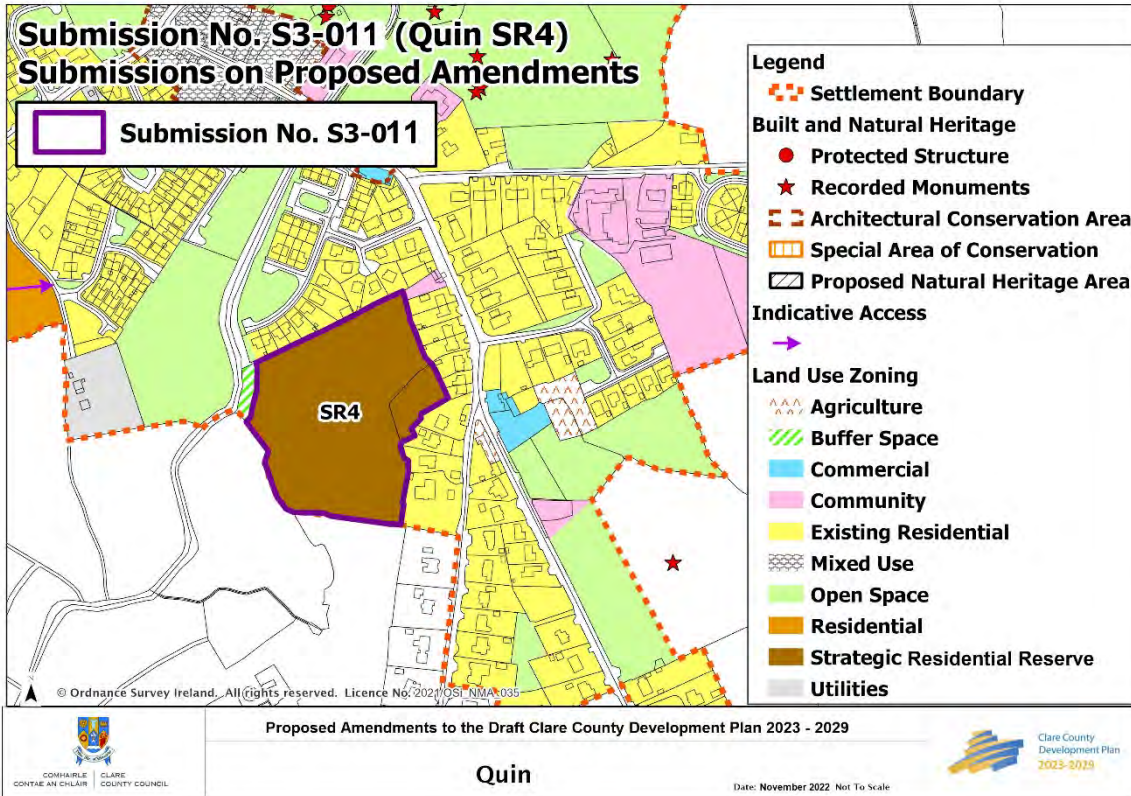 Submission No. S3-011 (Quin SR4)
Submissions on Proposed Amendments
Submission No. S3-011
SR4
Legend
Settlement Boundary
Built and Natural Heritage
Protected Structure
Recorded Monuments
Architectural Conservation Area
Special Area of Conservation
Proposed Natural Heritage Area
Indicative Access
Land Use Zoning
Agriculture
Buffer Space
Commercial
Community
Existing Residential
Mixed Use
Open Space
Residential
Strategic Residential Reserve
Utilities
© Ordnance Survey Ireland. All rights reserved. Licence No. 2021/OSi_NMA_035
Proposed Amendments to the Draft Clare County Development Plan 2023 - 2029
Quin
Date: November 2022 Not To Scale
COMHAIRLE
CONTAE AN CHLÁIR
CLARE
COUNTY COUNCIL
Clare County
Development Plan
2023-2029